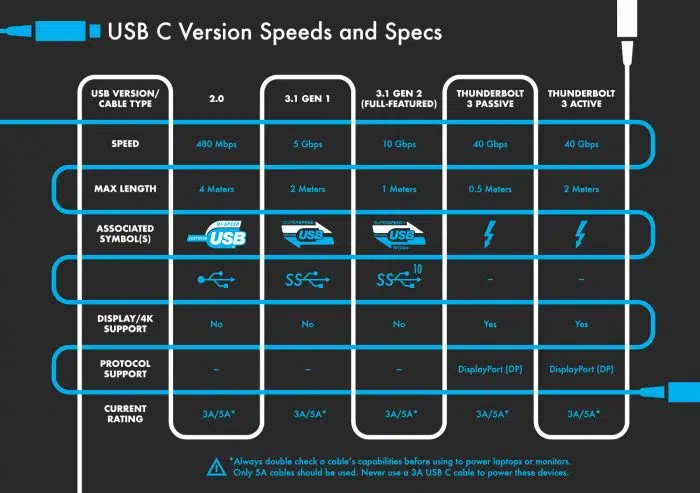 USB C Version Speeds and Specs
USB VERSION/
CABLE TYPE
2.0
3.1 GEN 1
3.1 GEN 2
(FULL-FEATURED)
THUNDERBOLT
3 PASSIVE
THUNDERBOLT
3 ACTIVE
SPEED
480 Mbps
5 Gbps
10 Gbps
40 Gbps
40 Gbps
MAX LENGTH
4 Meters
2 Meters
1 Meters
0.5 Meters
2 Meters
ASSOCIATED
SYMBOL(S)
HI-SPEED
CERTIFIED USB
SUPERSPEED
USB
SUPERSPEED+
USB
10Gbps
SS
SS 10
–
–
DISPLAY/4K
SUPPORT
No
No
No
Yes
Yes
PROTOCOL
SUPPORT
–
–
–
DisplayPort (DP)
DisplayPort (DP)
CURRENT
RATING
3A/5A*
3A/5A*
3A/5A*
3A/5A*
3A/5A*
*Always double check a cable's capabilities before using to power laptops or monitors.
Only 5A cables should be used. Never use a 3A USB C cable to power these devices.